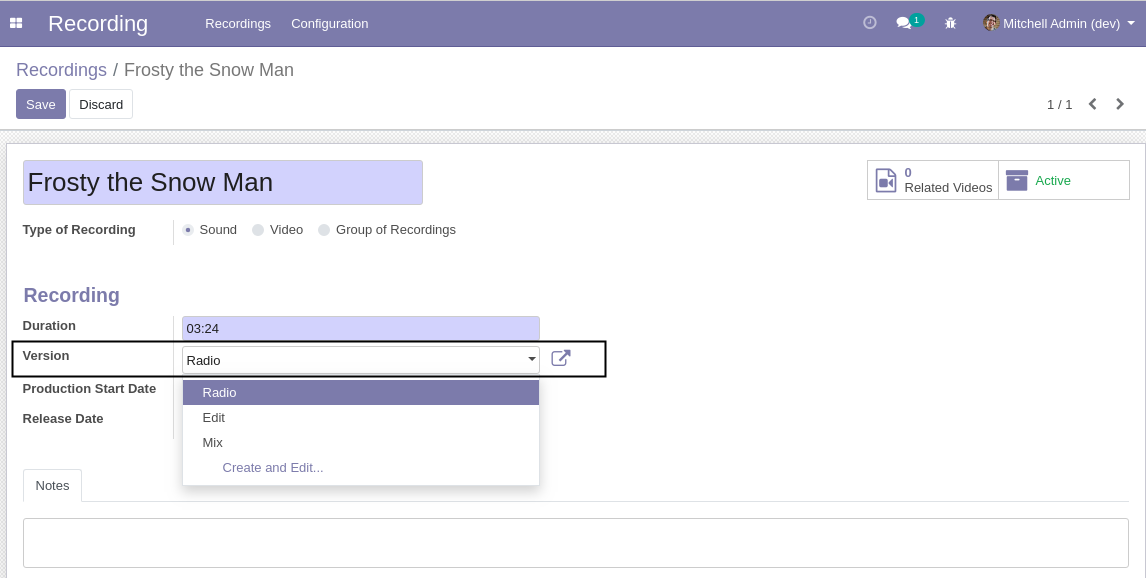 Recording Recordings Configuration 1 Mitchell Admin (dev)
Recordings / Frosty the Snow Man
Save Discard 1 / 1
Frosty the Snow Man
0
Related Videos
Active
Type of Recording Sound Video Group of Recordings
Recording
Duration 03:24
Version Radio
Production Start Date
Release Date
Radio
Edit
Mix
Create and Edit...
Notes